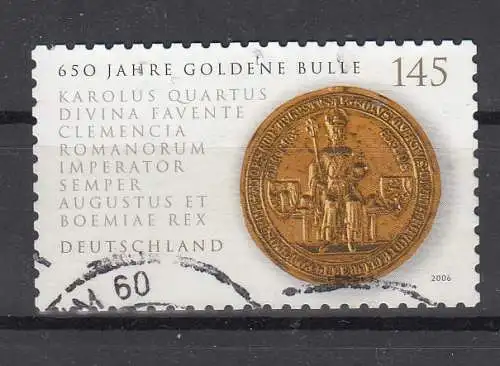 650 JAHRE GOLDENE BULLE 145
KAROLUS QUARTUS
DIVINA FAVENTE
CLEMENCIA
ROMANORUM
IMPERATOR
SEMPER
AUGUSTUS ET
BOEMIAE REX
DEUTSCHLAND
2006
60